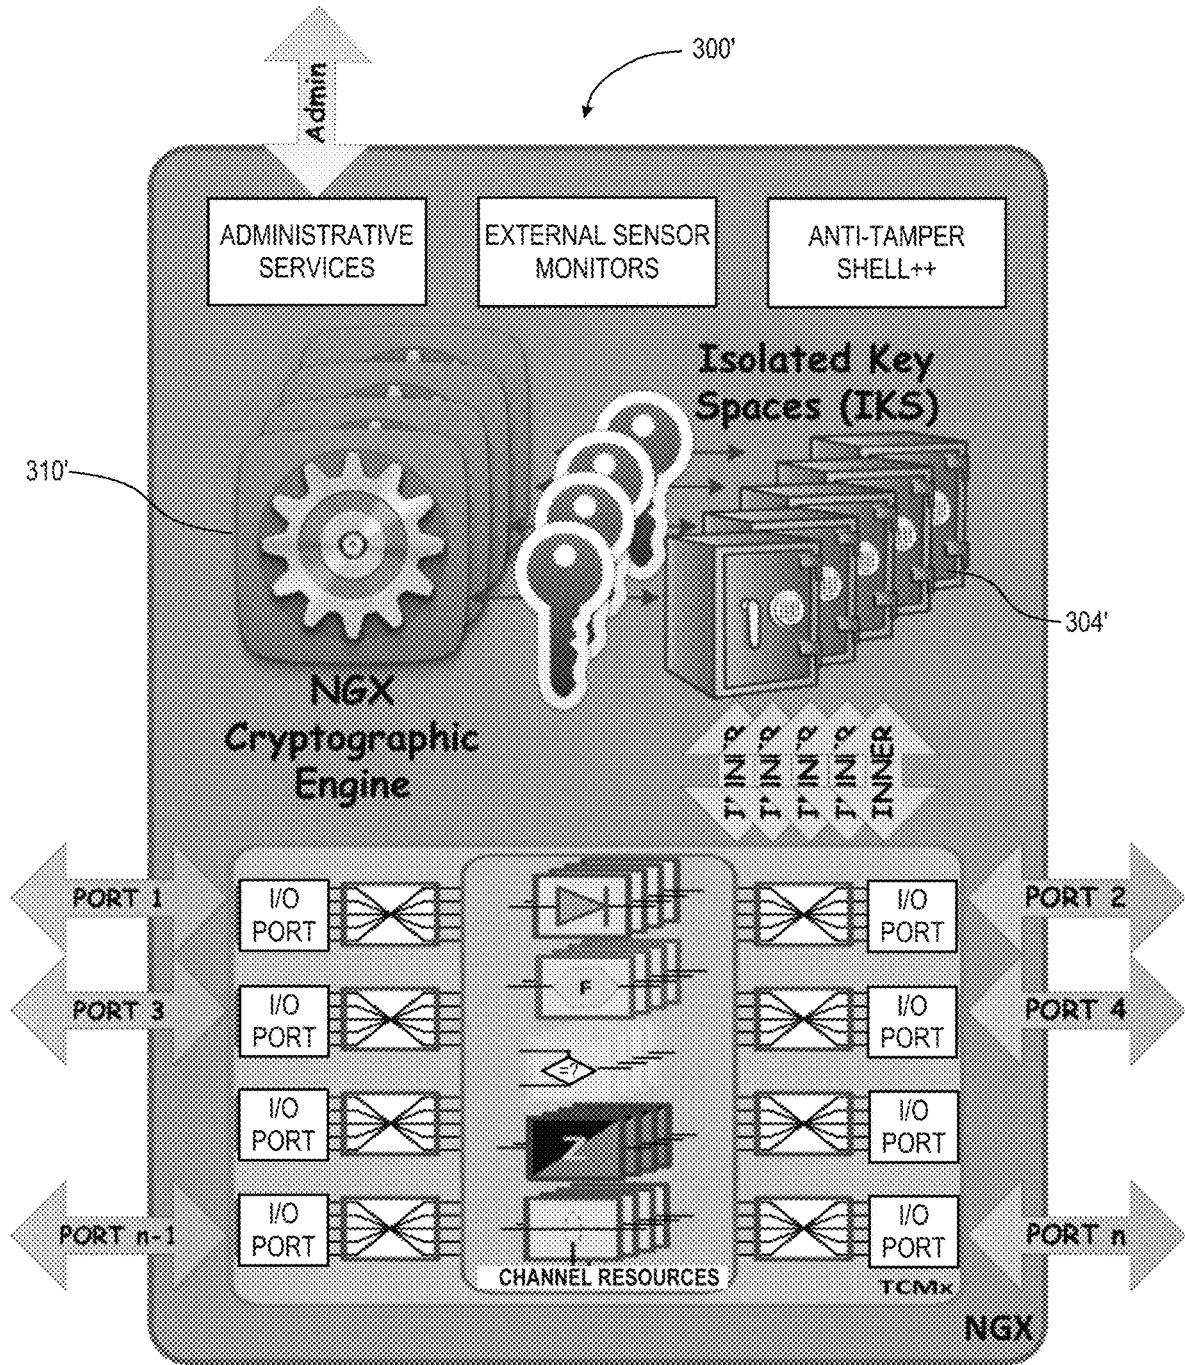 300'
Admin
ADMINISTRATIVE
SERVICES
EXTERNAL SENSOR
MONITORS
ANTI-TAMPER
SHELL++
Isolated Key
Spaces (IKS)
310'
304'
NGX
Cryptographic
Engine
INNER
PORT 1
I/O
PORT
I/O
PORT
PORT 2
PORT 3
I/O
PORT
F
I/O
PORT
PORT 4
=?
I/O
PORT
I/O
PORT
Z
PORT n-1
I/O
PORT
I/O
PORT
PORT n
CHANNEL RESOURCES
TCMx
NGX